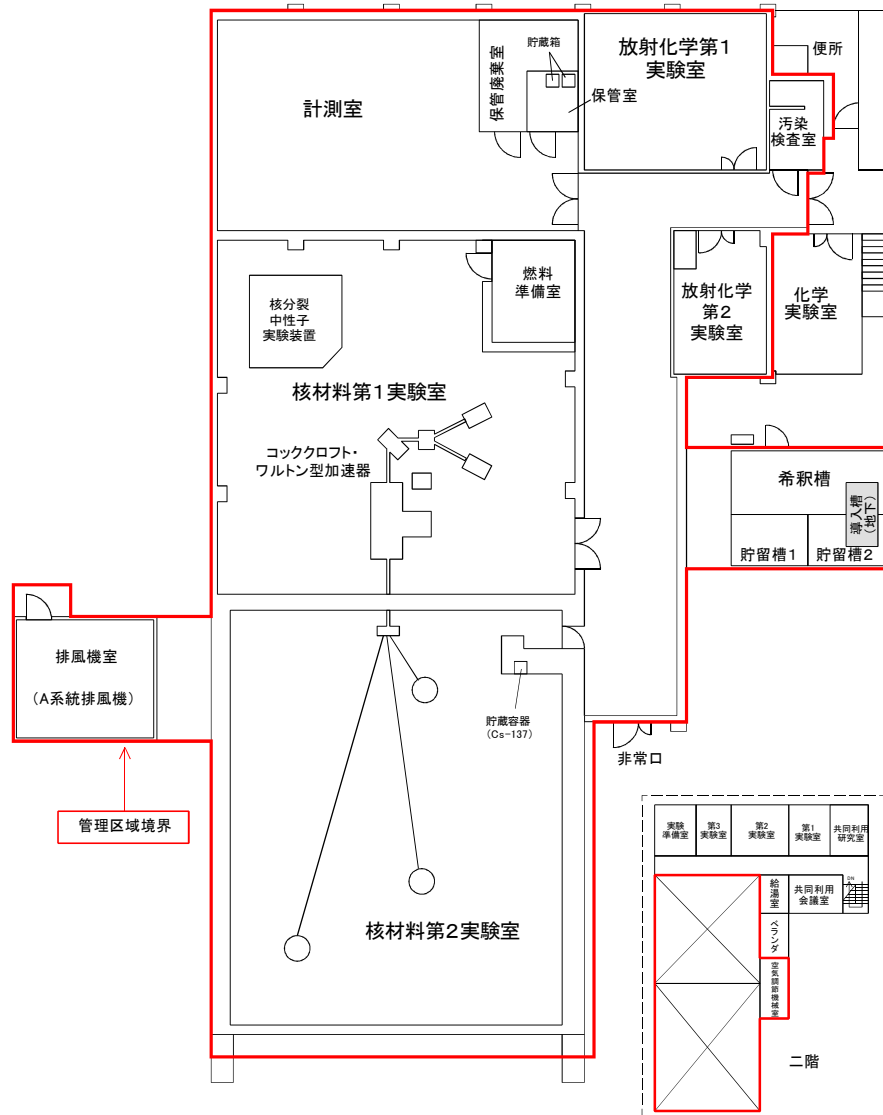 貯蔵箱
保管廃棄室
保管室
放射化学第1
実験室
便所
計測室
汚染
検査室
燃料
準備室
核分裂
中性子
実験装置
放射化学
第2
実験室
化学
実験室
核材料第1実験室
コッククロフト・
ワルトン型加速器
希釈槽
導入槽
(地下)
貯留槽1
貯留槽2
排風機室
(A系統排風機)
貯蔵容器
(Cs-137)
非常口
管理区域境界
核材料第2実験室
実験
準備室
第3
実験室
第2
実験室
第1
実験室
共同利用
研究室
給湯室
共同利用
会議室
DN
ベランダ
空気調節機械室
二階